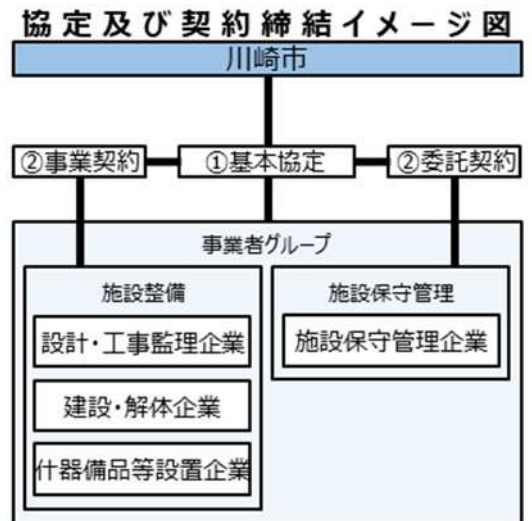 協定及び契約締結イメージ図
川崎市
②事業契約
①基本協定
②委託契約
事業者グループ
施設整備
設計・工事監理企業
建設・解体企業
什器備品等設置企業
施設保守管理
施設保守管理企業